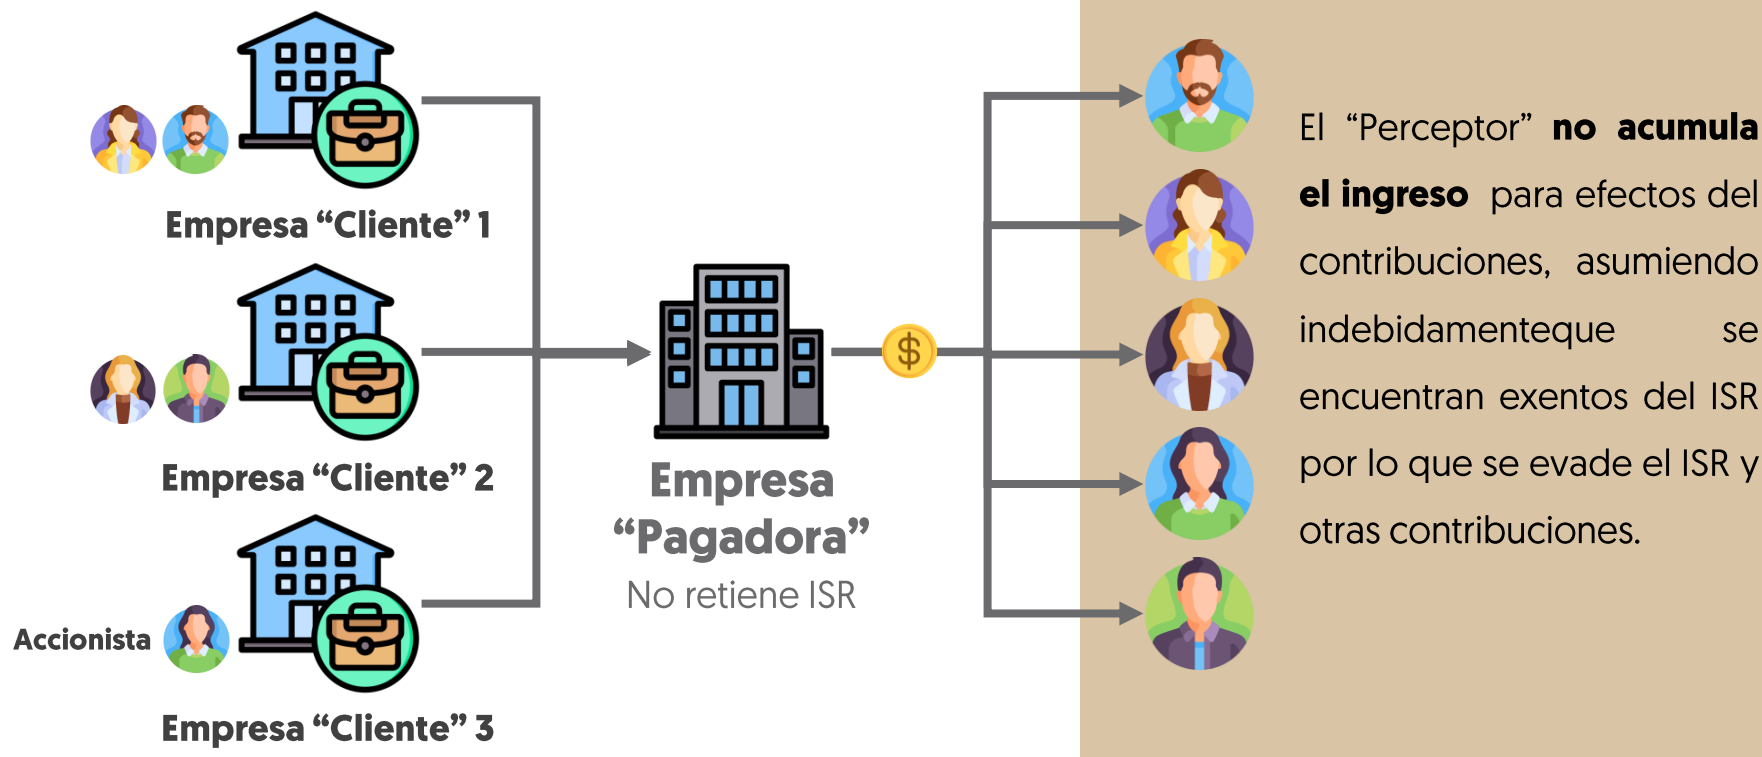 Empresa “Cliente” 1
Empresa “Cliente” 2
Accionista
Empresa “Cliente” 3
Empresa
“Pagadora”
No retiene ISR
$
El “Perceptor” no acumula
el ingreso para efectos del
contribuciones, asumiendo
indebidamenteque se
encuentran exentos del ISR
por lo que se evade el ISR y
otras contribuciones.